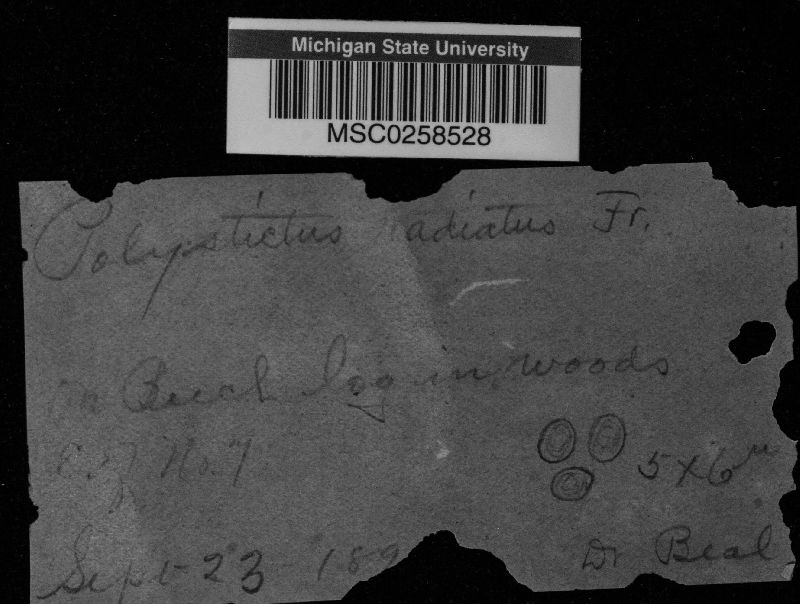 Michigan State University
MSC0258528
Polystictus radiatus Fr.
on Beech log in woods
E. of No. 7
5 x 6 u
Sept 23 189
Dr Beal